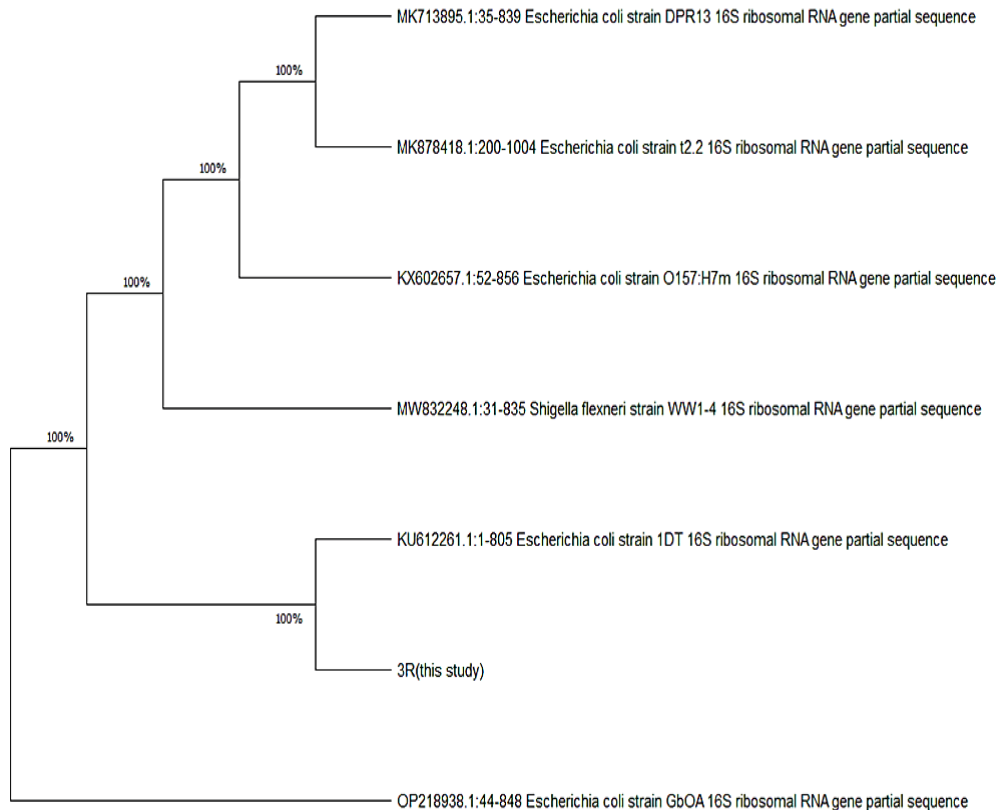 MK713895.1:35-839 Escherichia coli strain DPR13 16S ribosomal RNA gene partial sequence
100%
MK878418.1:200-1004 Escherichia coli strain t2.2 16S ribosomal RNA gene partial sequence
100%
KX602657.1:52-856 Escherichia coli strain O157:H7m 16S ribosomal RNA gene partial sequence
100%
MW832248.1:31-835 Shigella flexneri strain WW1-4 16S ribosomal RNA gene partial sequence
100%
KU612261.1:1-805 Escherichia coli strain 1DT 16S ribosomal RNA gene partial sequence
100%
3R(this study)
OP218938.1:44-848 Escherichia coli strain GbOA 16S ribosomal RNA gene partial sequence